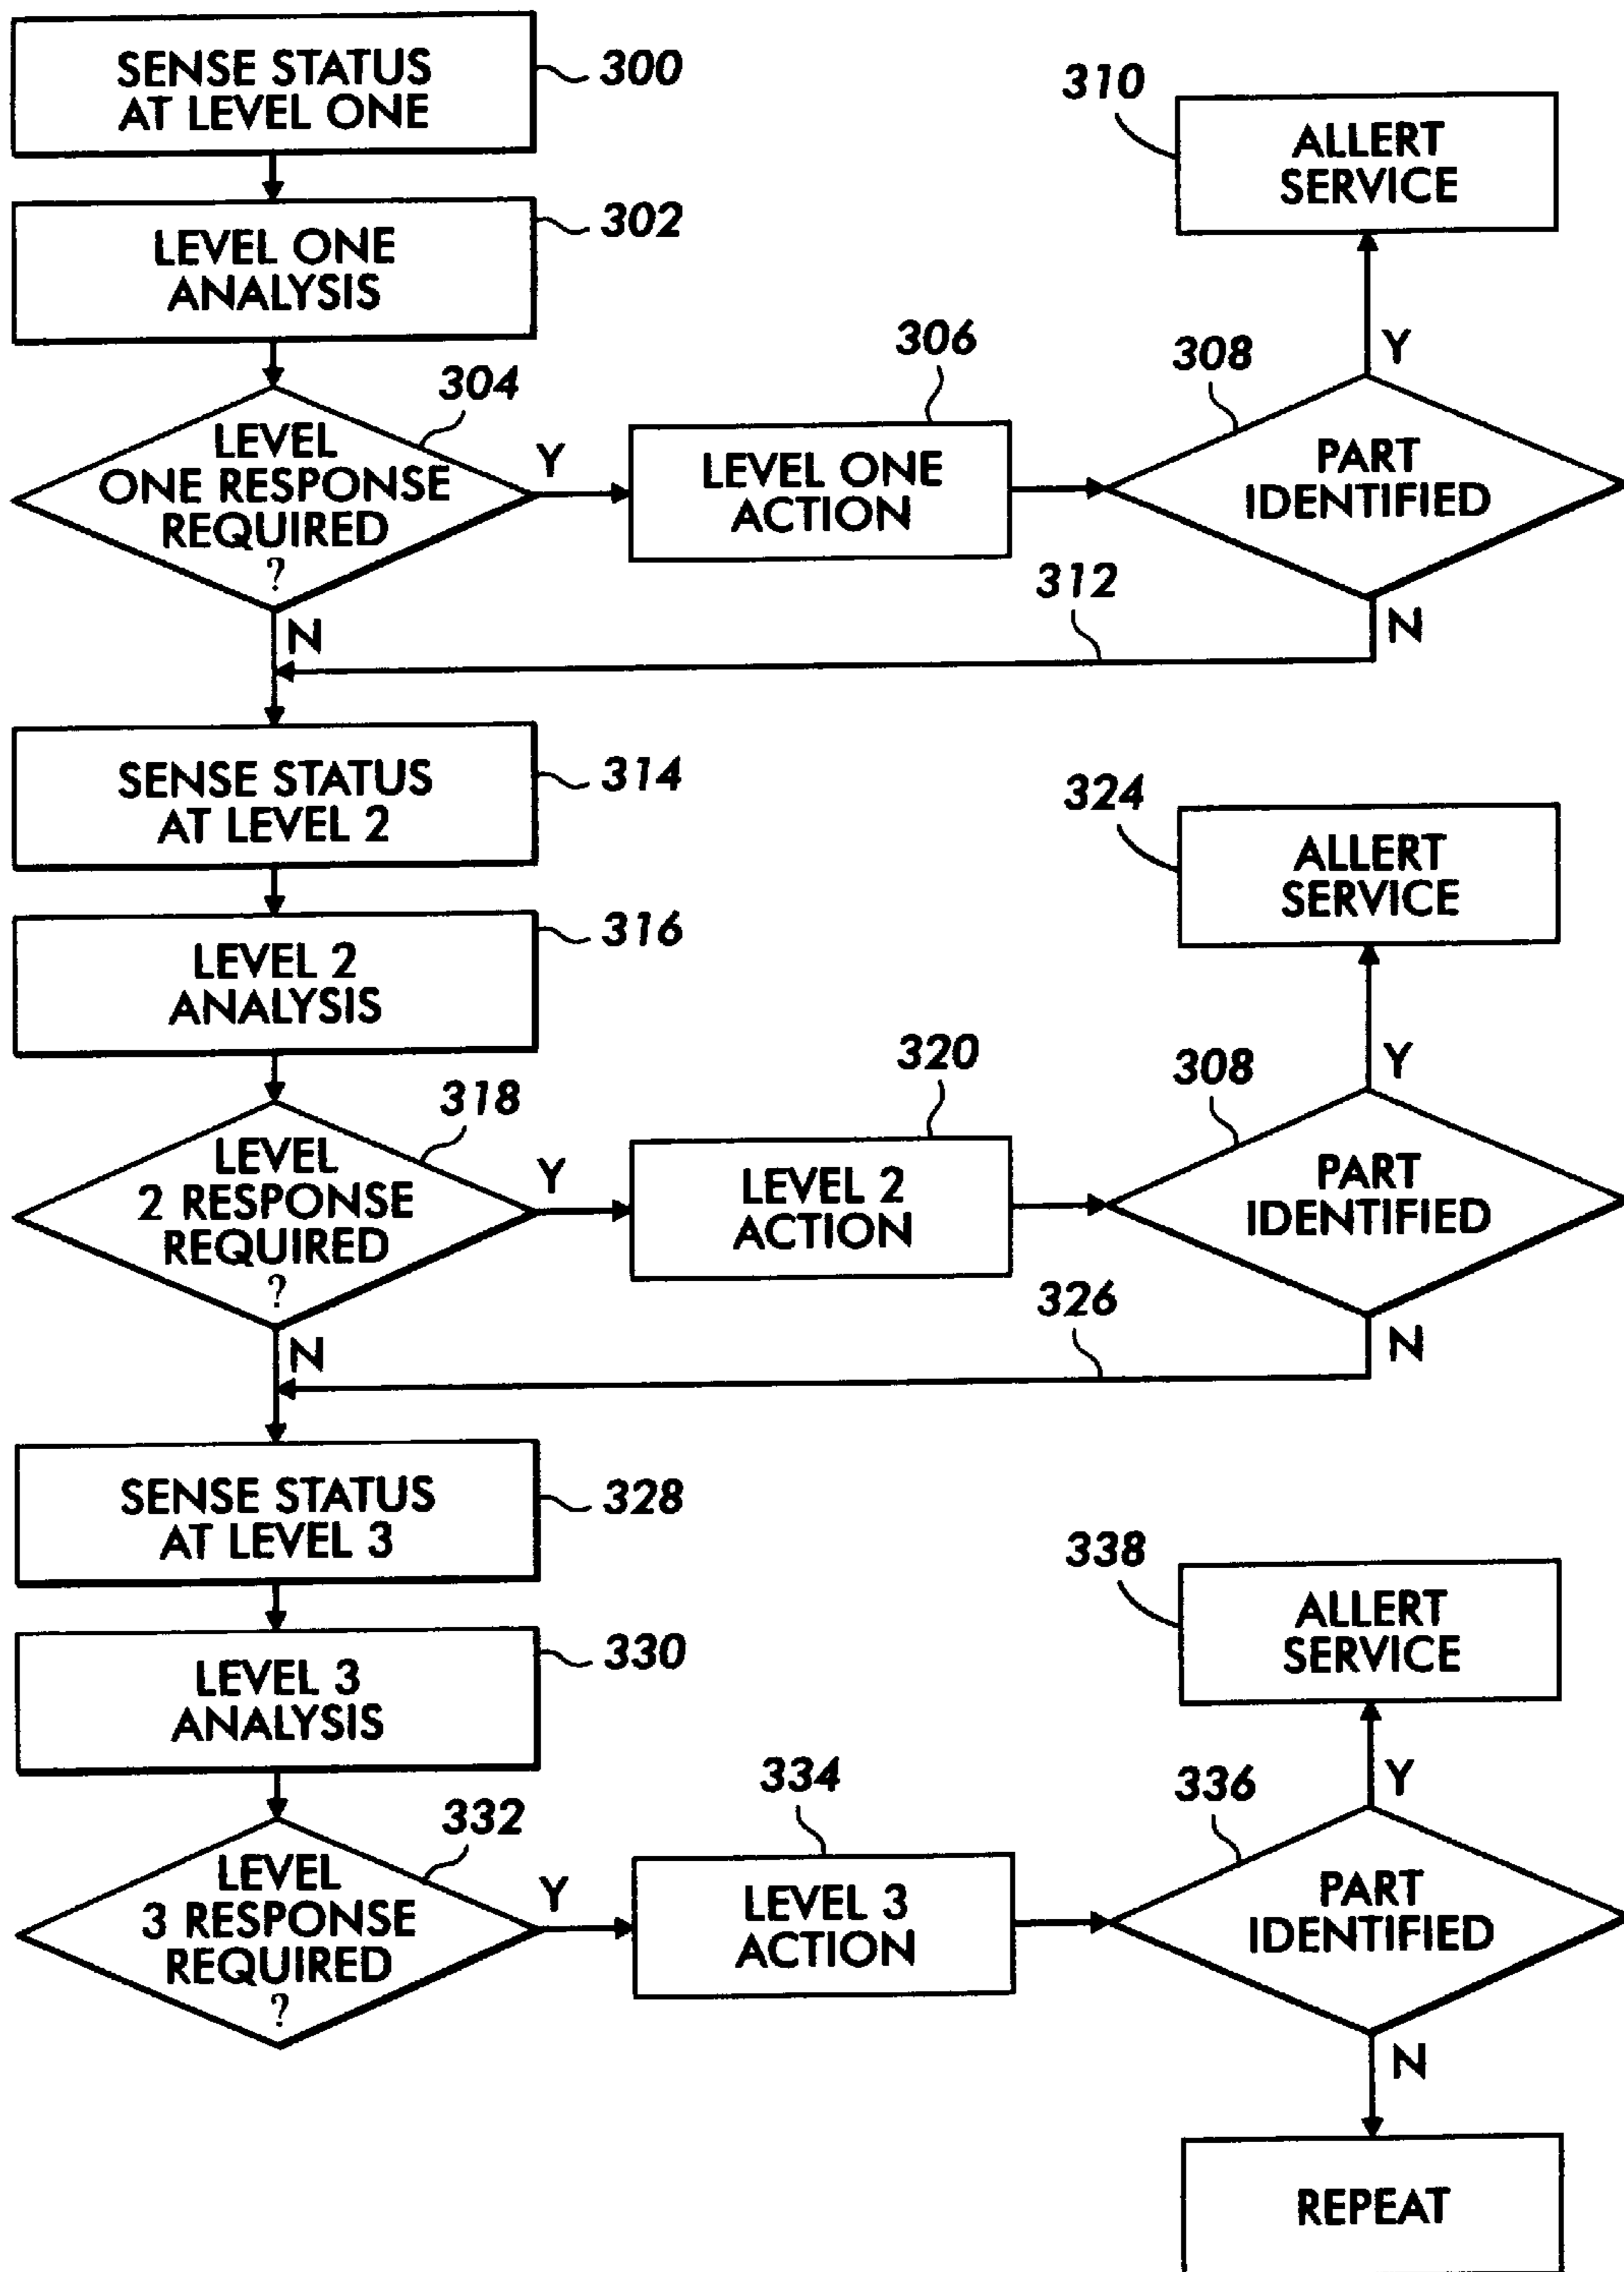 SENSE STATUS
AT LEVEL ONE
300
310
ALLERT
SERVICE
LEVEL ONE
ANALYSIS
302
304
LEVEL
ONE RESPONSE
REQUIRED
?
Y
N
306
LEVEL ONE
ACTION
308
Y
PART
IDENTIFIED
N
312
SENSE STATUS
AT LEVEL 2
314
324
ALLERT
SERVICE
LEVEL 2
ANALYSIS
316
318
LEVEL
2 RESPONSE
REQUIRED
?
Y
N
320
LEVEL 2
ACTION
308
Y
PART
IDENTIFIED
N
326
SENSE STATUS
AT LEVEL 3
328
338
ALLERT
SERVICE
LEVEL 3
ANALYSIS
330
332
LEVEL
3 RESPONSE
REQUIRED
?
Y
334
LEVEL 3
ACTION
336
Y
PART
IDENTIFIED
N
REPEAT